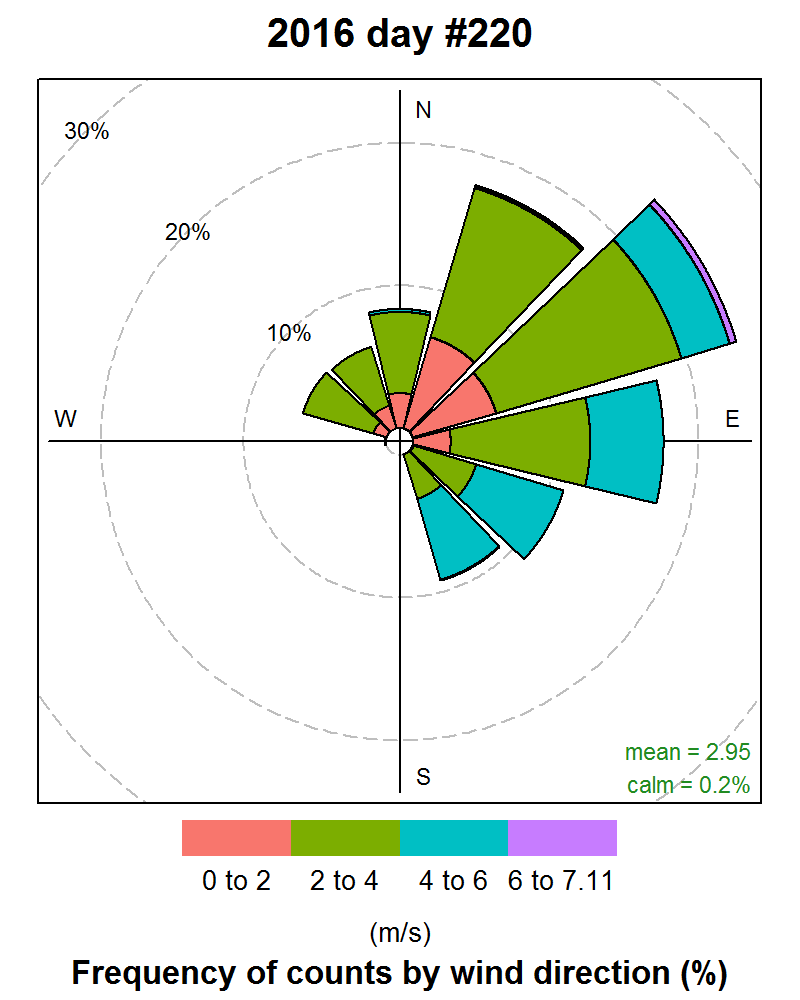 2016 day #220
N
30%
20%
10%
W
E
S
mean = 2.95
calm = 0.2%
0 to 2 2 to 4 4 to 6 6 to 7.11
(m/s)
Frequency of counts by wind direction (%)